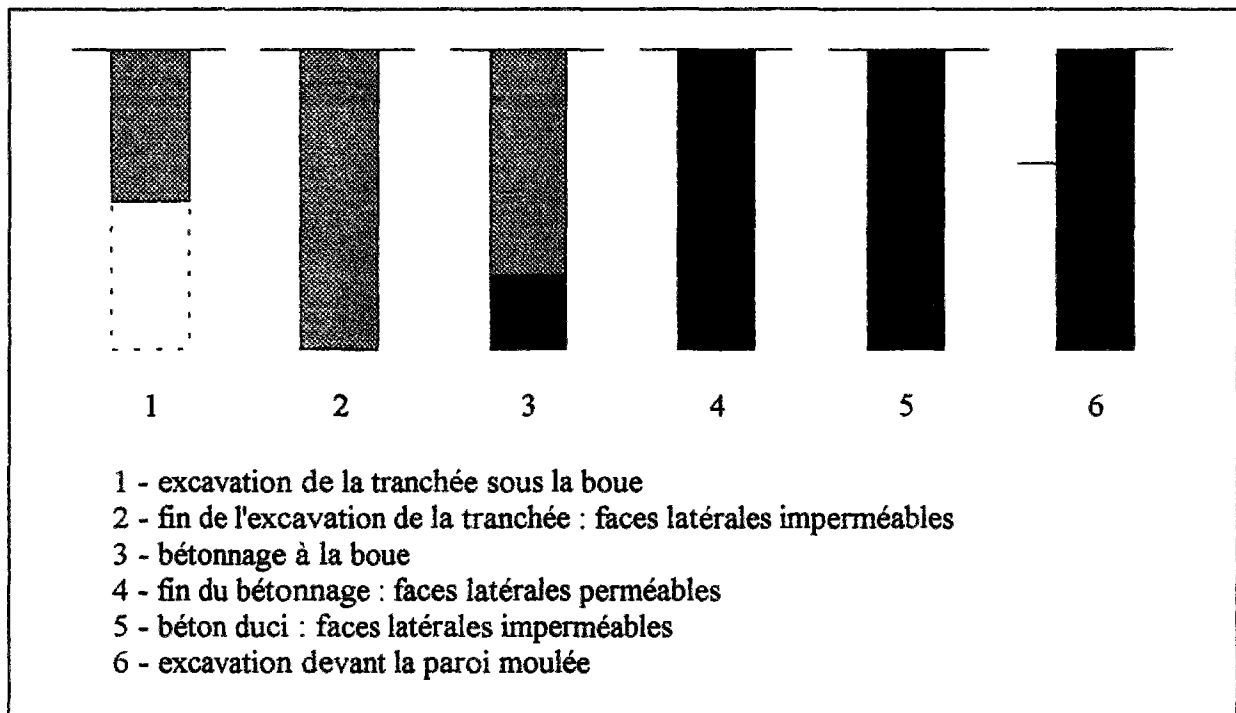 1 2 3 4 5 6
1 - excavation de la tranchée sous la boue
2 - fin de l'excavation de la tranchée : faces latérales imperméables
3 - bétonnage à la boue
4 - fin du bétonnage : faces latérales perméables
5 - béton duci : faces latérales imperméables
6 - excavation devant la paroi moulée